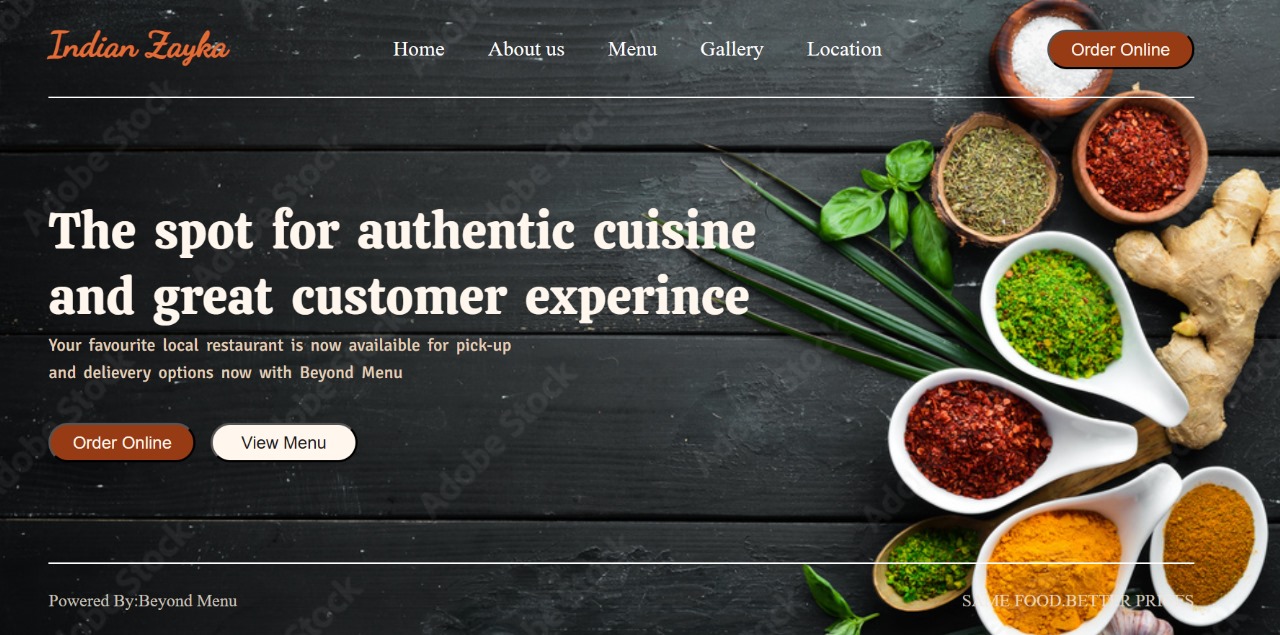 Indian Zayka
Home About us Menu Gallery Location Order Online
The spot for authentic cuisine
and great customer experince
Your favourite local restaurant is now availaible for pick-up
and delievery options now with Beyond Menu
Order Online View Menu
Powered By:Beyond Menu SAME FOOD.BETTER PRICES
Adobe Stock